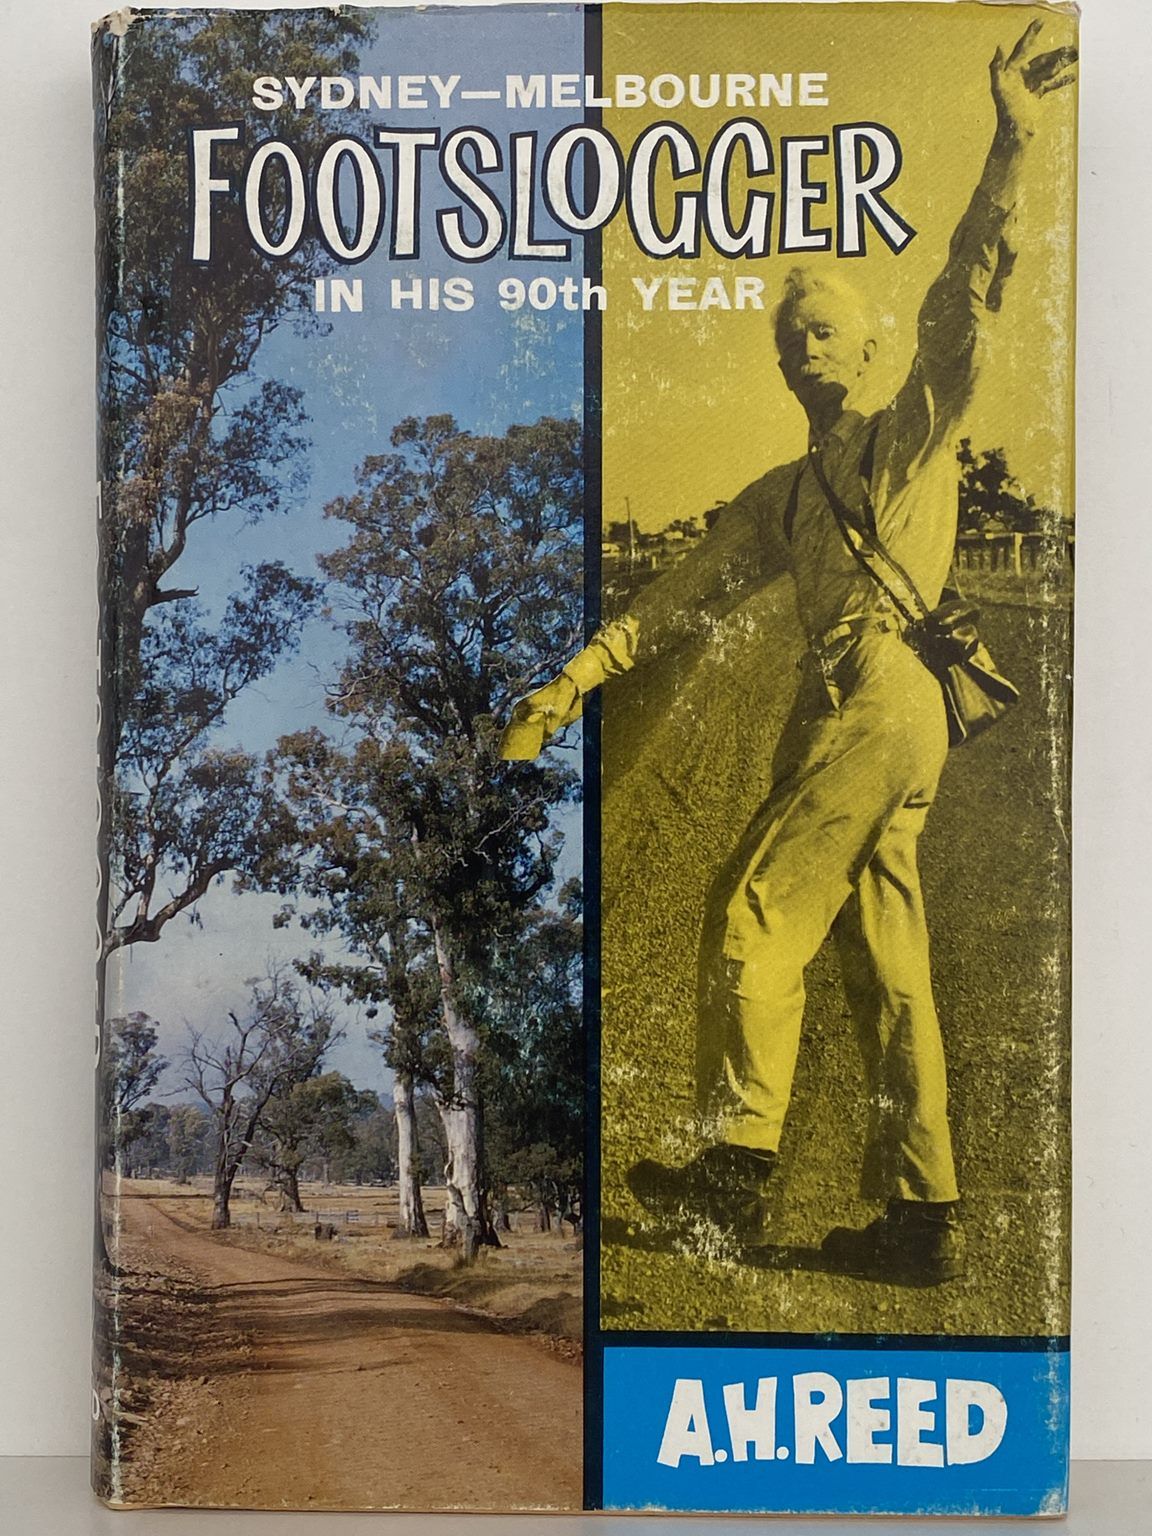 SYDNEY—MELBOURNE
FOOTSLOGGER
IN HIS 90th YEAR
A.H.REED